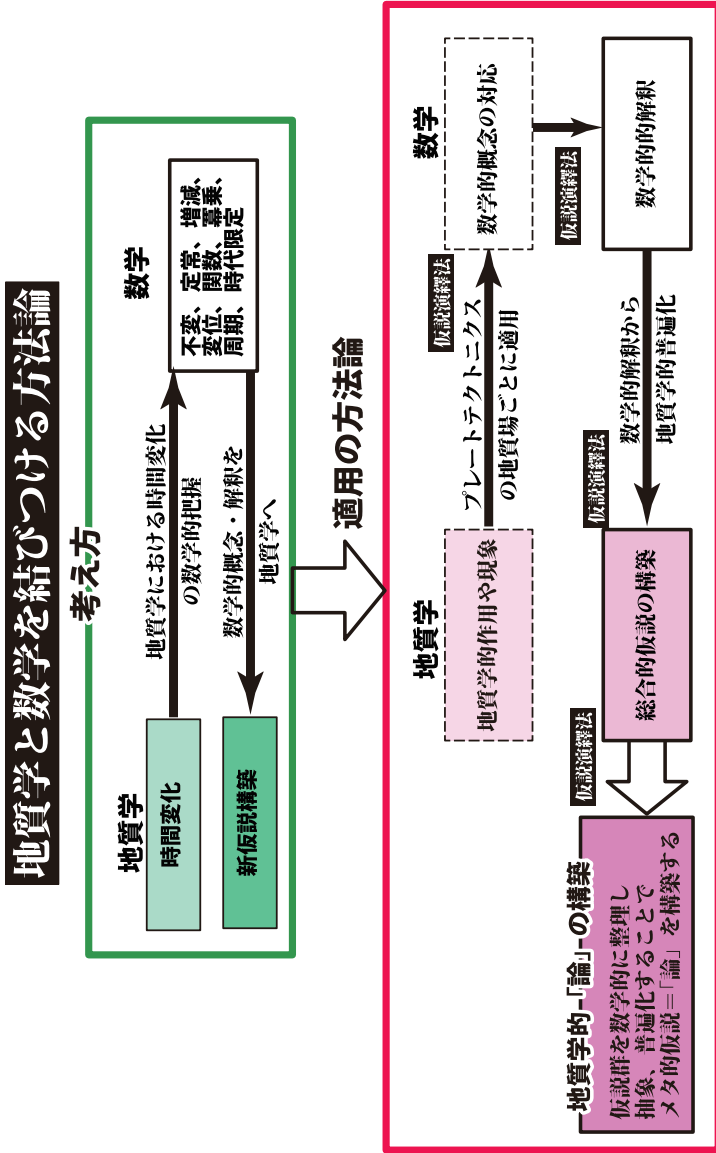 地質学と数学を結びつける方法論
考え方
地質学
数学
時間変化
地質学における時間変化
の数学的把握
不変、定常、増減、
変位、関数、冪乗、
周期、時代限定
数学的概念・解釈を
地質学へ
新仮説構築
適用の方法論
地質学
数学
地質学的作用や現象
プレートテクトニクス
の地質場ごとに適用
仮説演繹法
数学的概念の対応
仮説演繹法
数学的的解釈
数学的解釈から
地質学的普遍化
仮説演繹法
総合的仮説の構築
仮説演繹法
地質学的「論」の構築
仮説群を数学的に整理し
抽象、普遍化することで
メタ的仮説=「論」を構築する